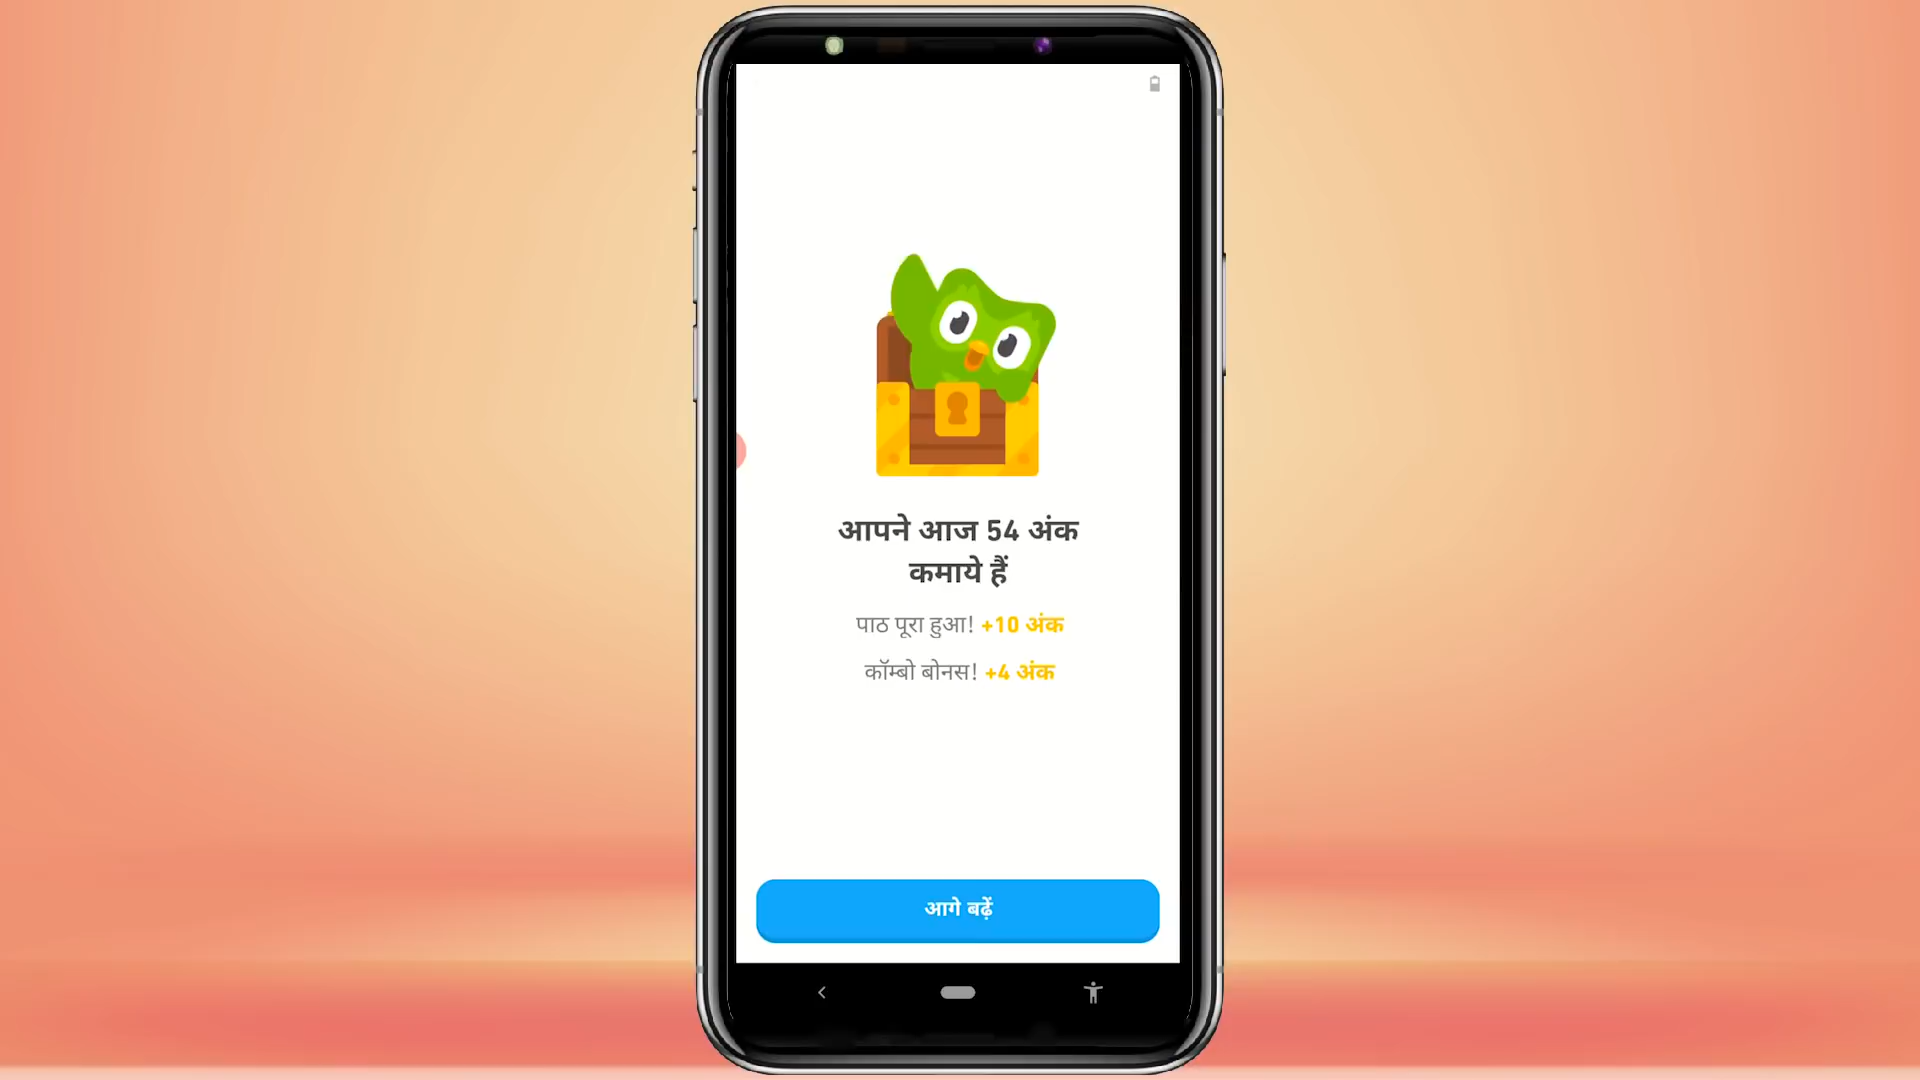 आपने आज 54 अंक
कमाये हैं
पाठ पूरा हुआ! +10 अंक
कॉम्बो बोनस! +4 अंक
आगे बढ़ें